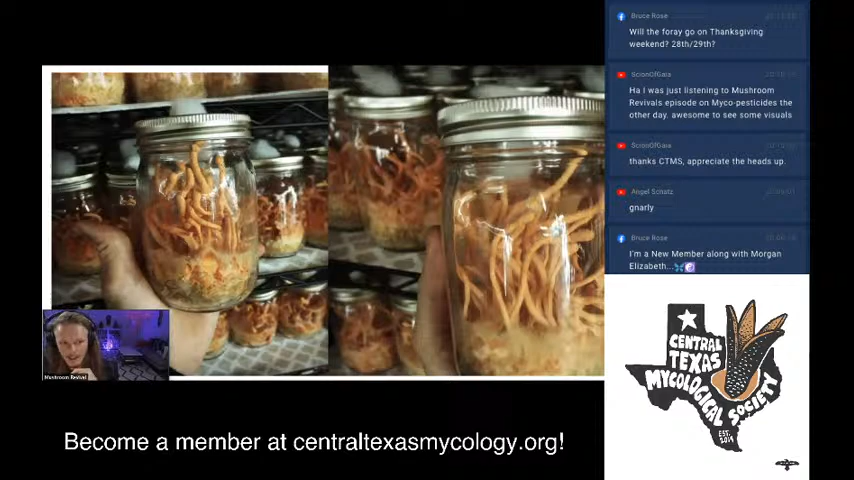 Bruce Rose
Will the foray go on Thanksgiving
weekend? 28th/29th?
ScionOfGaia
Ha I was just listening to Mushroom
Revivals episode on Myco-pesticides the
other day. awesome to see some visuals
ScionOfGaia
thanks CTMS, appreciate the heads up.
Angel Schatz
gnarly
Bruce Rose
I'm a New Member along with Morgan
Elizabeth...
Mushroom Revival
CENTRAL
TEXAS
MYCOLOGICAL
SOCIETY
EST.
2019
Become a member at centraltexasmycology.org!